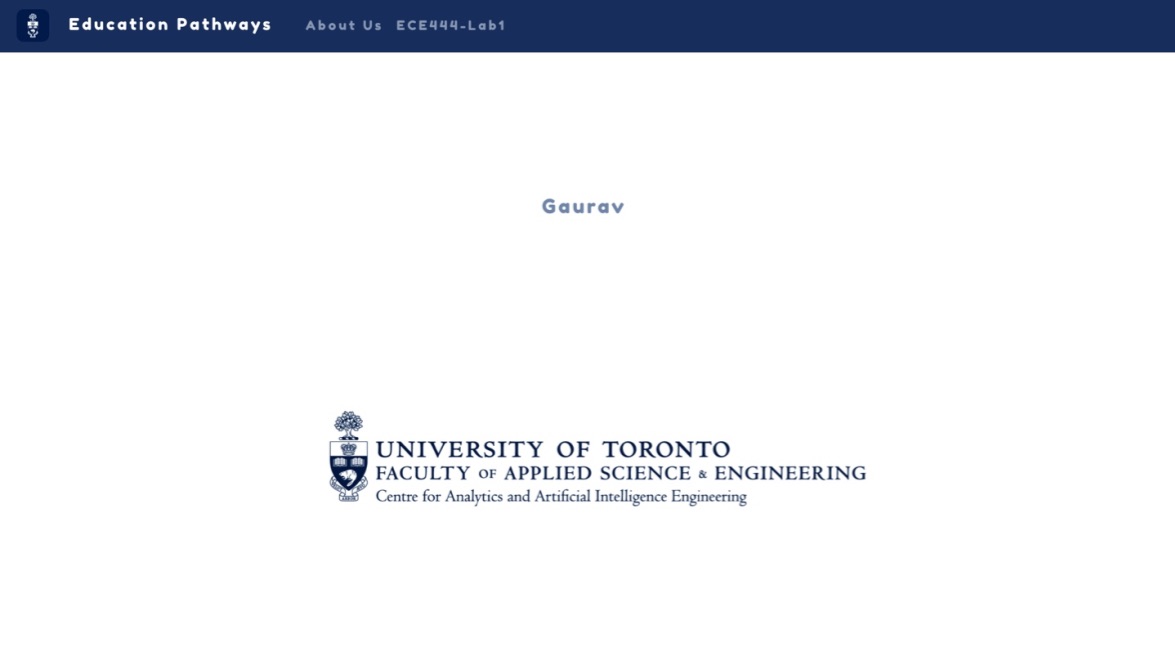 Education Pathways About Us ECE444-Lab1
Gaurav
UNIVERSITY OF TORONTO
FACULTY OF APPLIED SCIENCE & ENGINEERING
Centre for Analytics and Artificial Intelligence Engineering